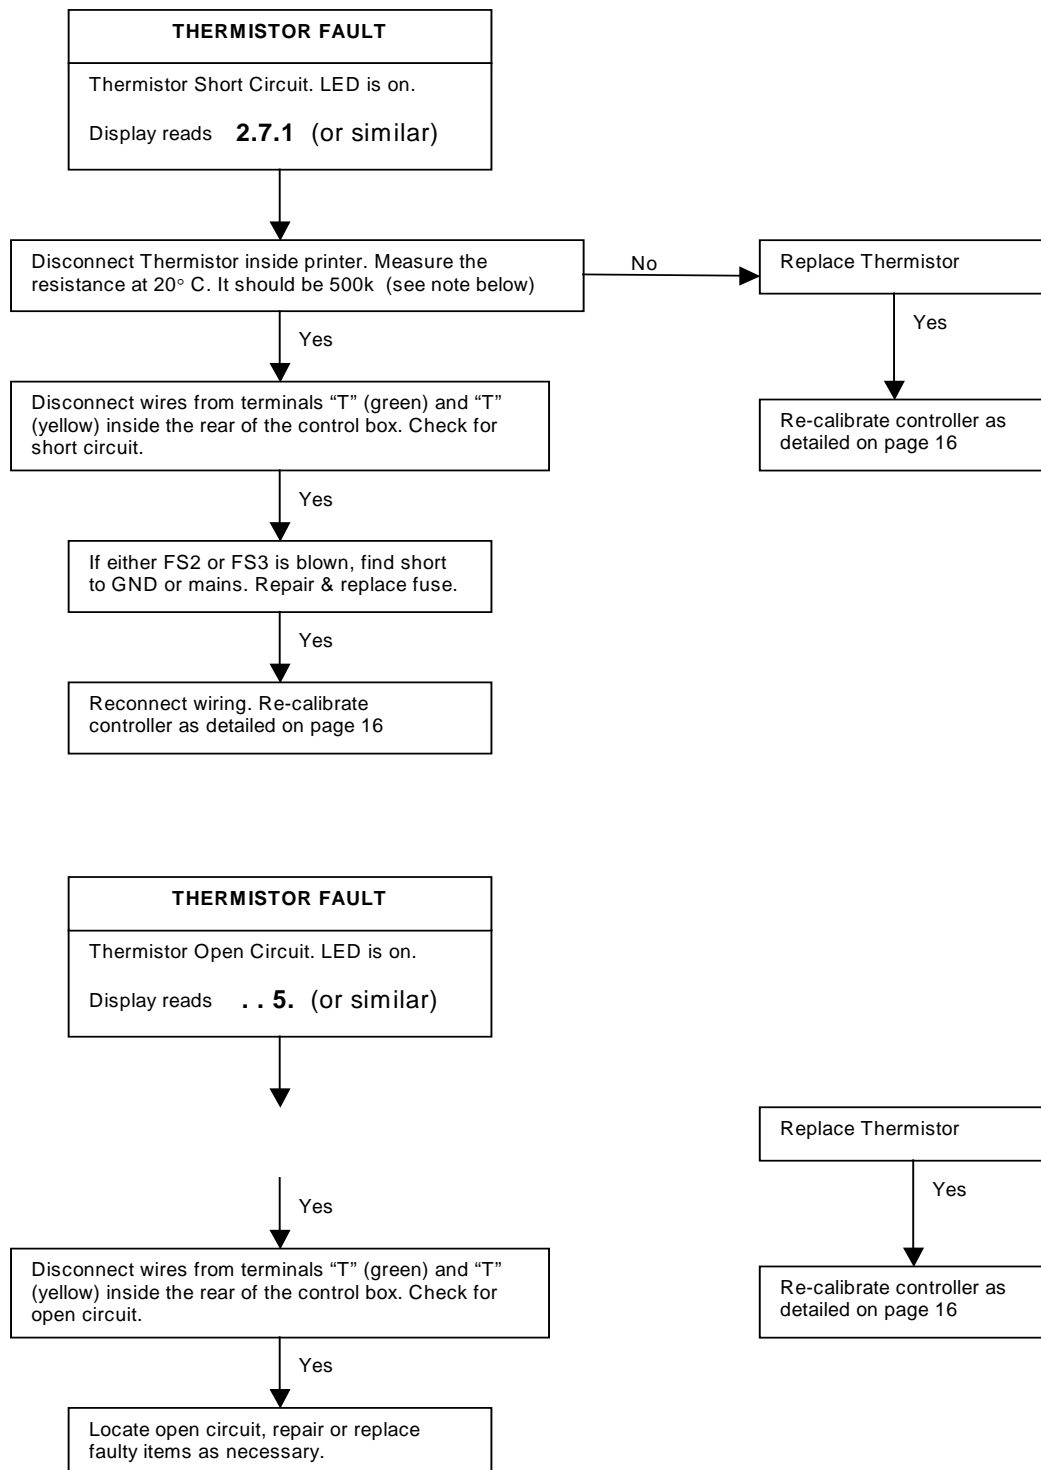 THERMISTOR FAULT
Thermistor Short Circuit. LED is on.
Display reads 2.7.1 (or similar)
Disconnect Thermistor inside printer. Measure the
resistance at 20° C. It should be 500k (see note below)
No
Replace Thermistor
Yes
Yes
Disconnect wires from terminals “T” (green) and “T”
(yellow) inside the rear of the control box. Check for
short circuit.
Re-calibrate controller as
detailed on page 16
Yes
If either FS2 or FS3 is blown, find short
to GND or mains. Repair & replace fuse.
Yes
Reconnect wiring. Re-calibrate
controller as detailed on page 16
THERMISTOR FAULT
Thermistor Open Circuit. LED is on.
Display reads . . 5. (or similar)
Replace Thermistor
Yes
Yes
Disconnect wires from terminals “T” (green) and “T”
(yellow) inside the rear of the control box. Check for
open circuit.
Re-calibrate controller as
detailed on page 16
Yes
Locate open circuit, repair or replace
faulty items as necessary.